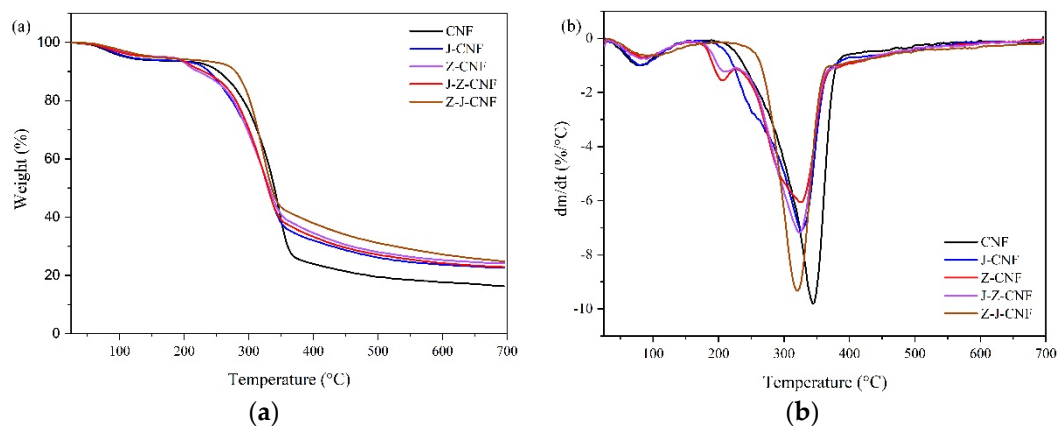 (a)
100
80
60
40
20
0
Weight (%)
CNF
J-CNF
Z-CNF
J-Z-CNF
Z-J-CNF
100 200 300 400 500 600 700
Temperature (°C)
(a)
(b)
0
-2
-4
-6
-8
-10
dm/dt (%/°C)
CNF
J-CNF
Z-CNF
J-Z-CNF
Z-J-CNF
100 200 300 400 500 600 700
Temperature (°C)
(b)